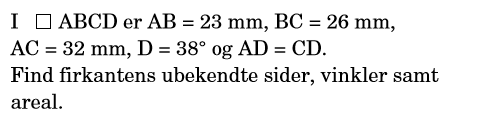 I □ ABCD er AB = 23 mm, BC = 26 mm,
AC = 32 mm, D = 38° og AD = CD.
Find firkantens ubekendte sider, vinkler samt
areal.